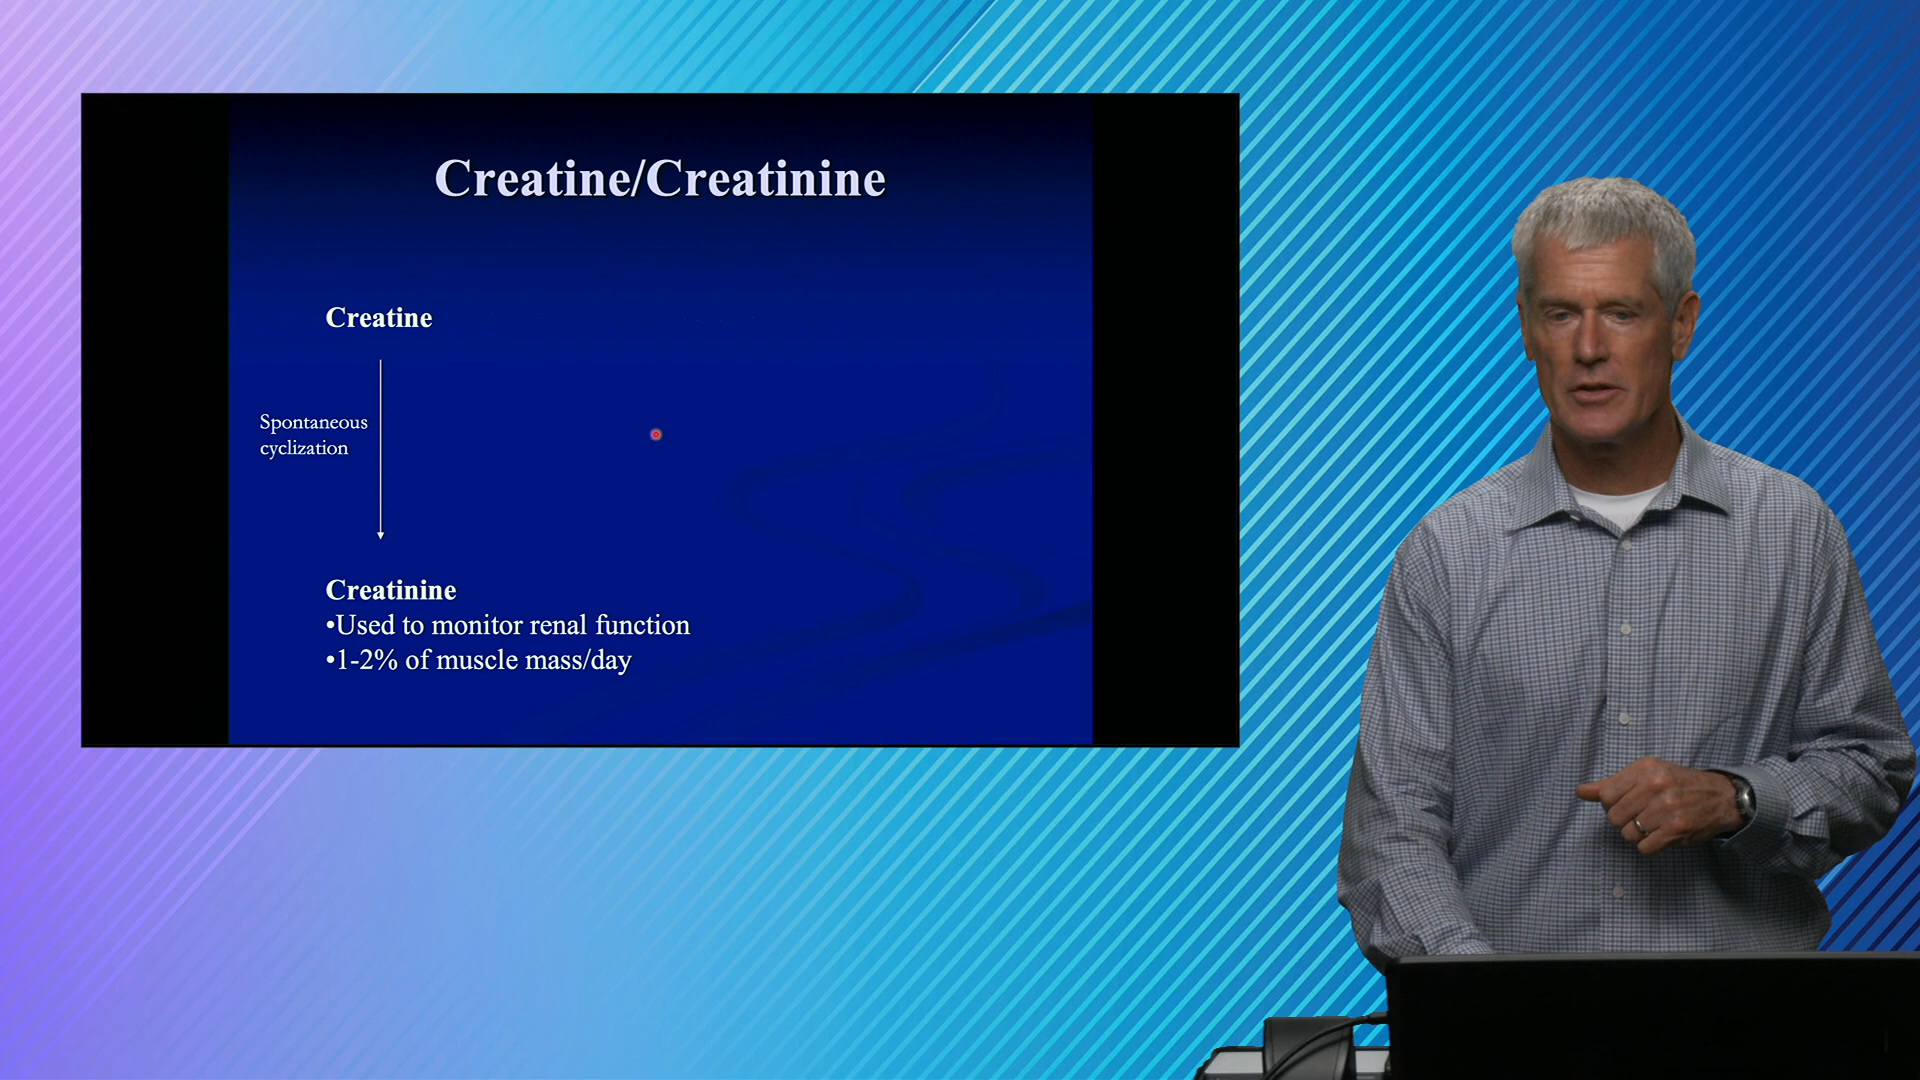 Creatine/Creatinine
Creatine
Spontaneous
cyclization
Creatinine
•Used to monitor renal function
•1-2% of muscle mass/day